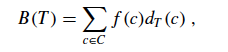 B(T) = ∑_{c∈C} f(c)d_T(c) ,